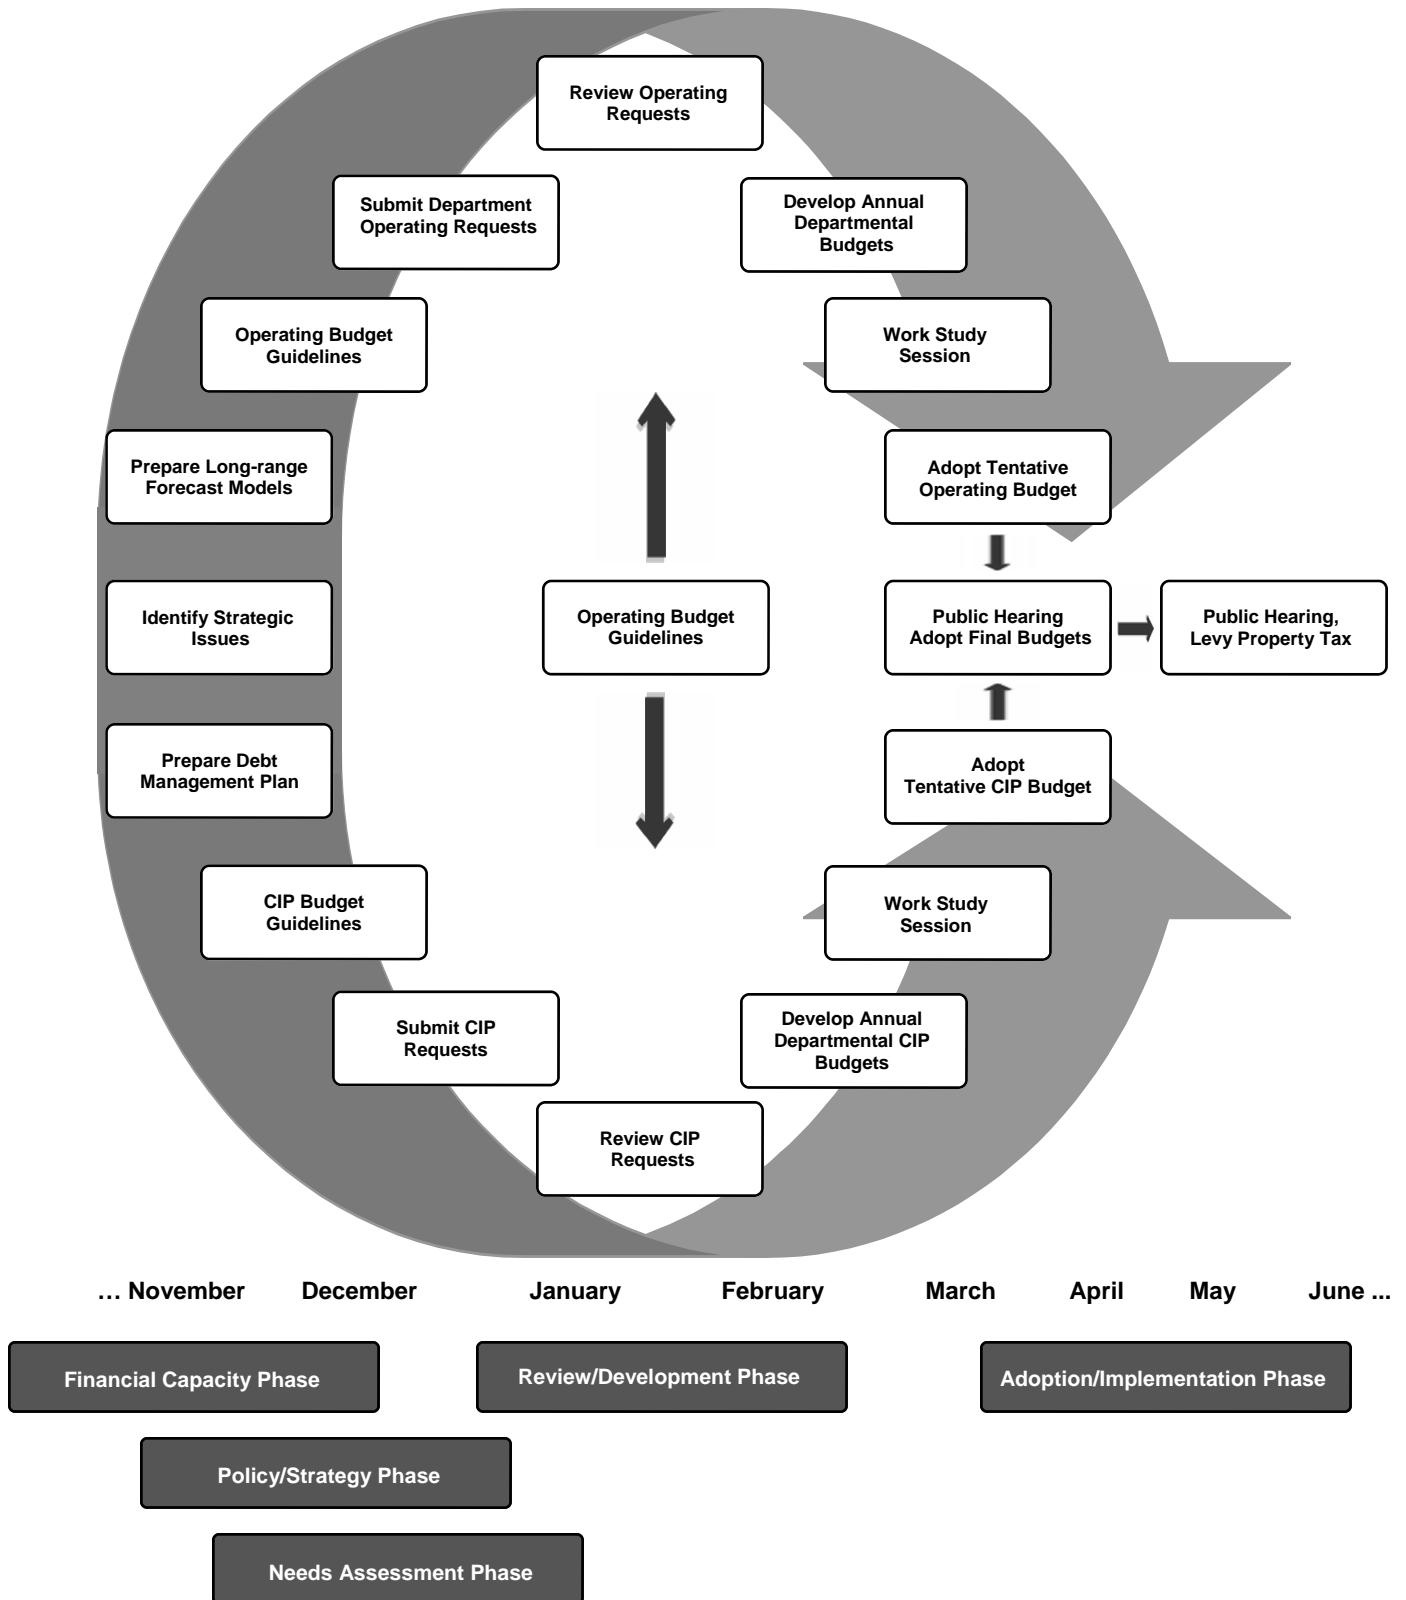 Review Operating
Requests
Submit Department
Operating Requests
Develop Annual
Departmental
Budgets
Operating Budget
Guidelines
Work Study
Session
Prepare Long-range
Forecast Models
Adopt Tentative
Operating Budget
Identify Strategic
Issues
Operating Budget
Guidelines
Public Hearing
Adopt Final Budgets
Public Hearing,
Levy Property Tax
Prepare Debt
Management Plan
Adopt
Tentative CIP Budget
CIP Budget
Guidelines
Work Study
Session
Submit CIP
Requests
Develop Annual
Departmental CIP
Budgets
Review CIP
Requests
... November December January February March April May June ...
Financial Capacity Phase
Review/Development Phase
Adoption/Implementation Phase
Policy/Strategy Phase
Needs Assessment Phase